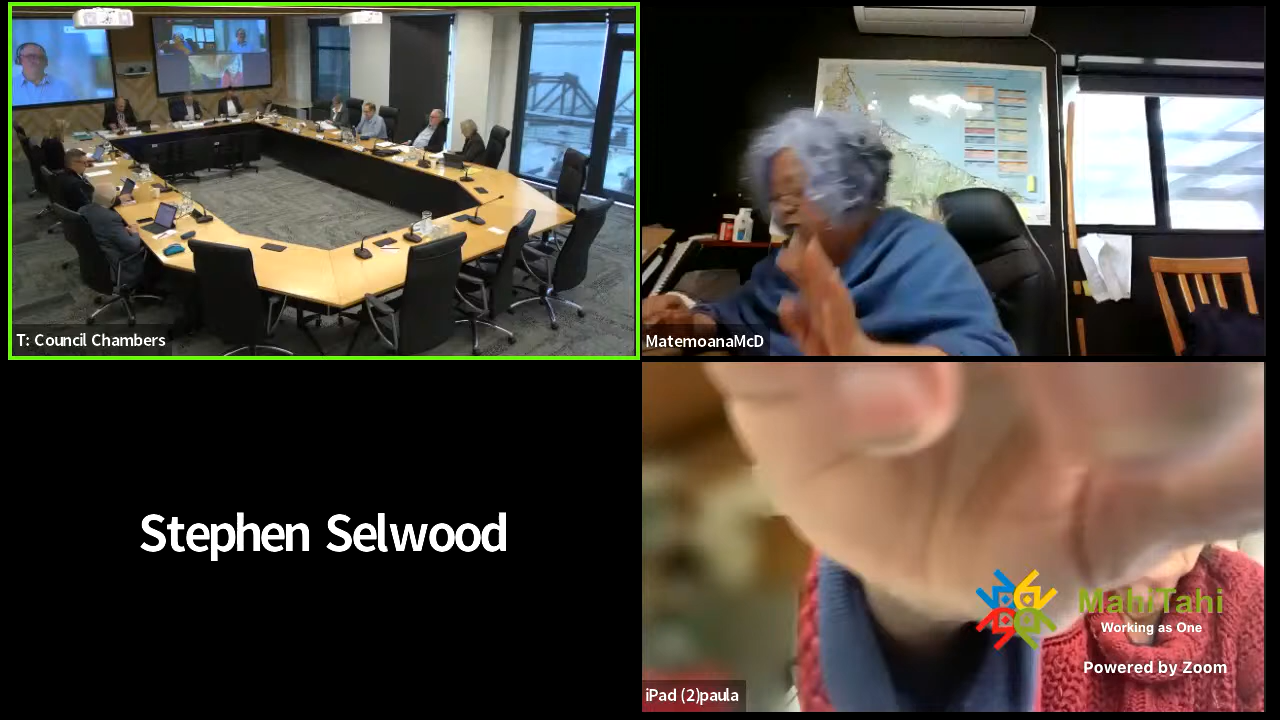 T: Council Chambers
MatemoanaMcD
Stephen Selwood
MahiTahi
Working as One
Powered by Zoom
iPad (2)paula